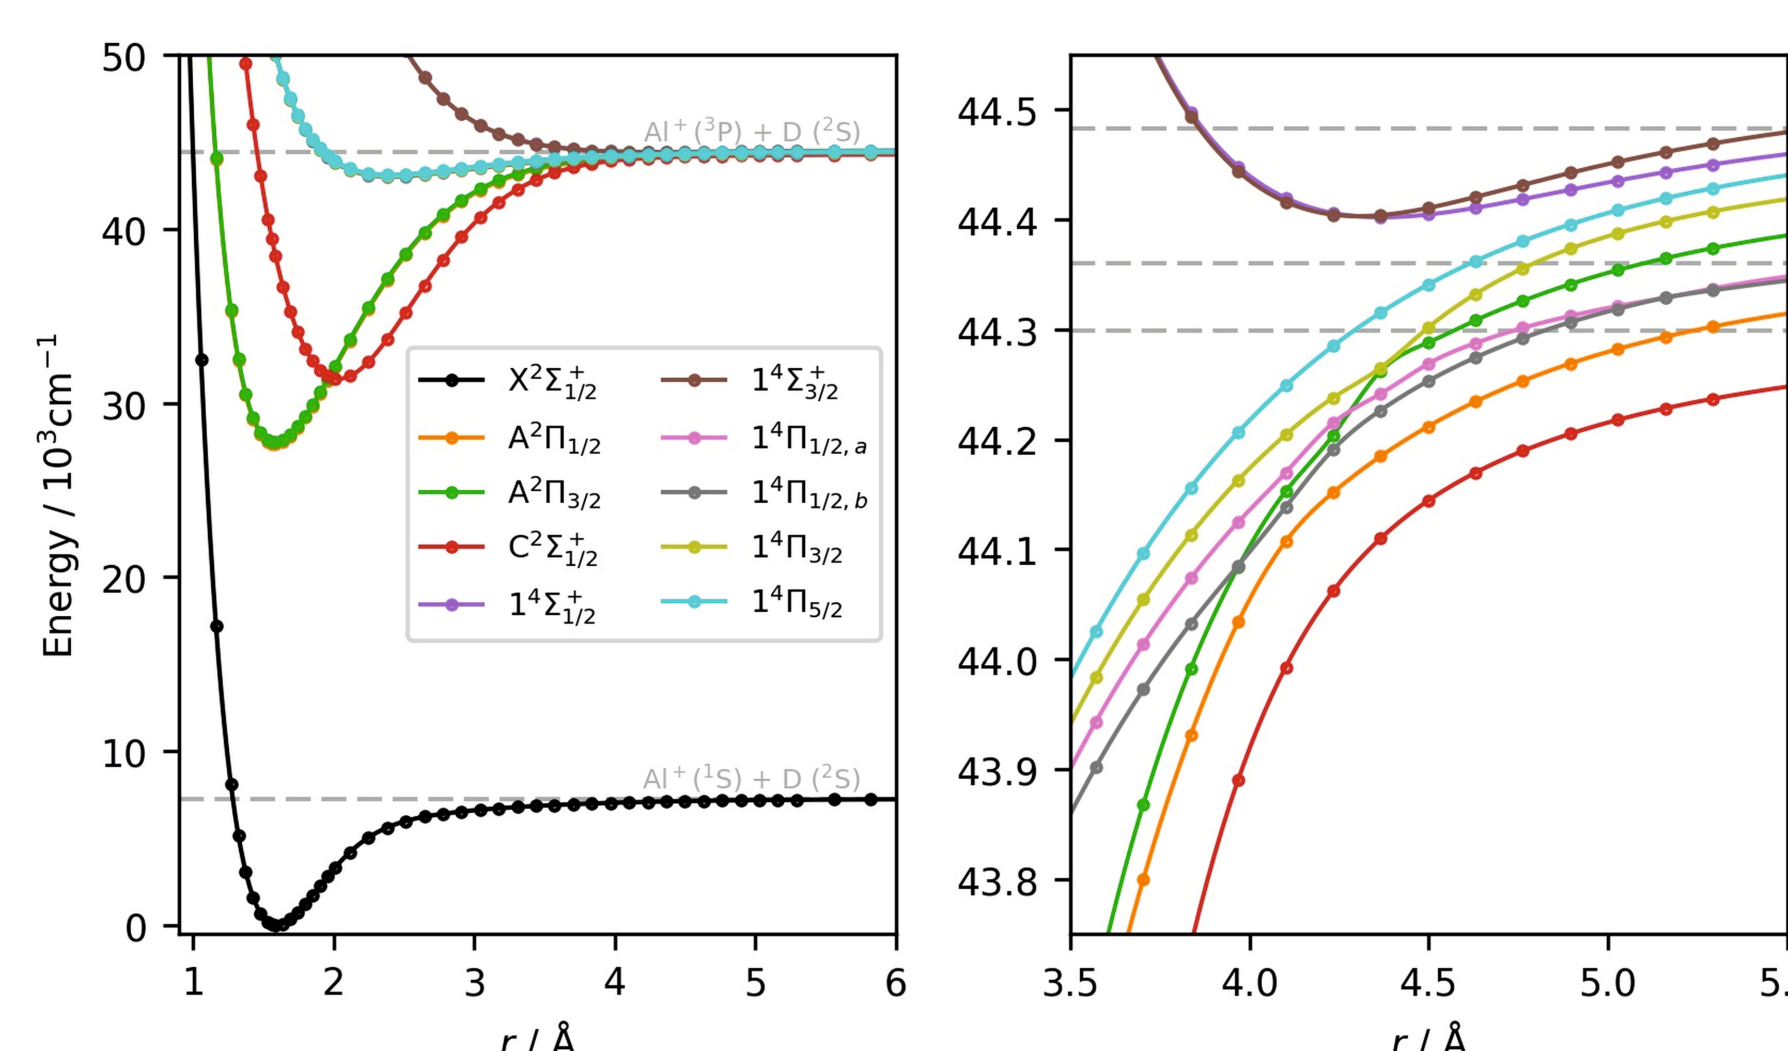 50
40
30
20
10
0
Energy / 10³cm⁻¹
Al⁺(³P) + D (²S)
Al⁺(¹S) + D (²S)
X²Σ⁺₁/₂
A²Π₁/₂
A²Π₃/₂
C²Σ⁺₁/₂
1⁴Σ⁺₁/₂
1⁴Σ⁺₃/₂
1⁴Π₁/₂, ₐ
1⁴Π₁/₂, b
1⁴Π₃/₂
1⁴Π₅/₂
1 2 3 4 5 6
r / Å
44.5
44.4
44.3
44.2
44.1
44.0
43.9
43.8
3.5 4.0 4.5 5.0 5.
r / Å